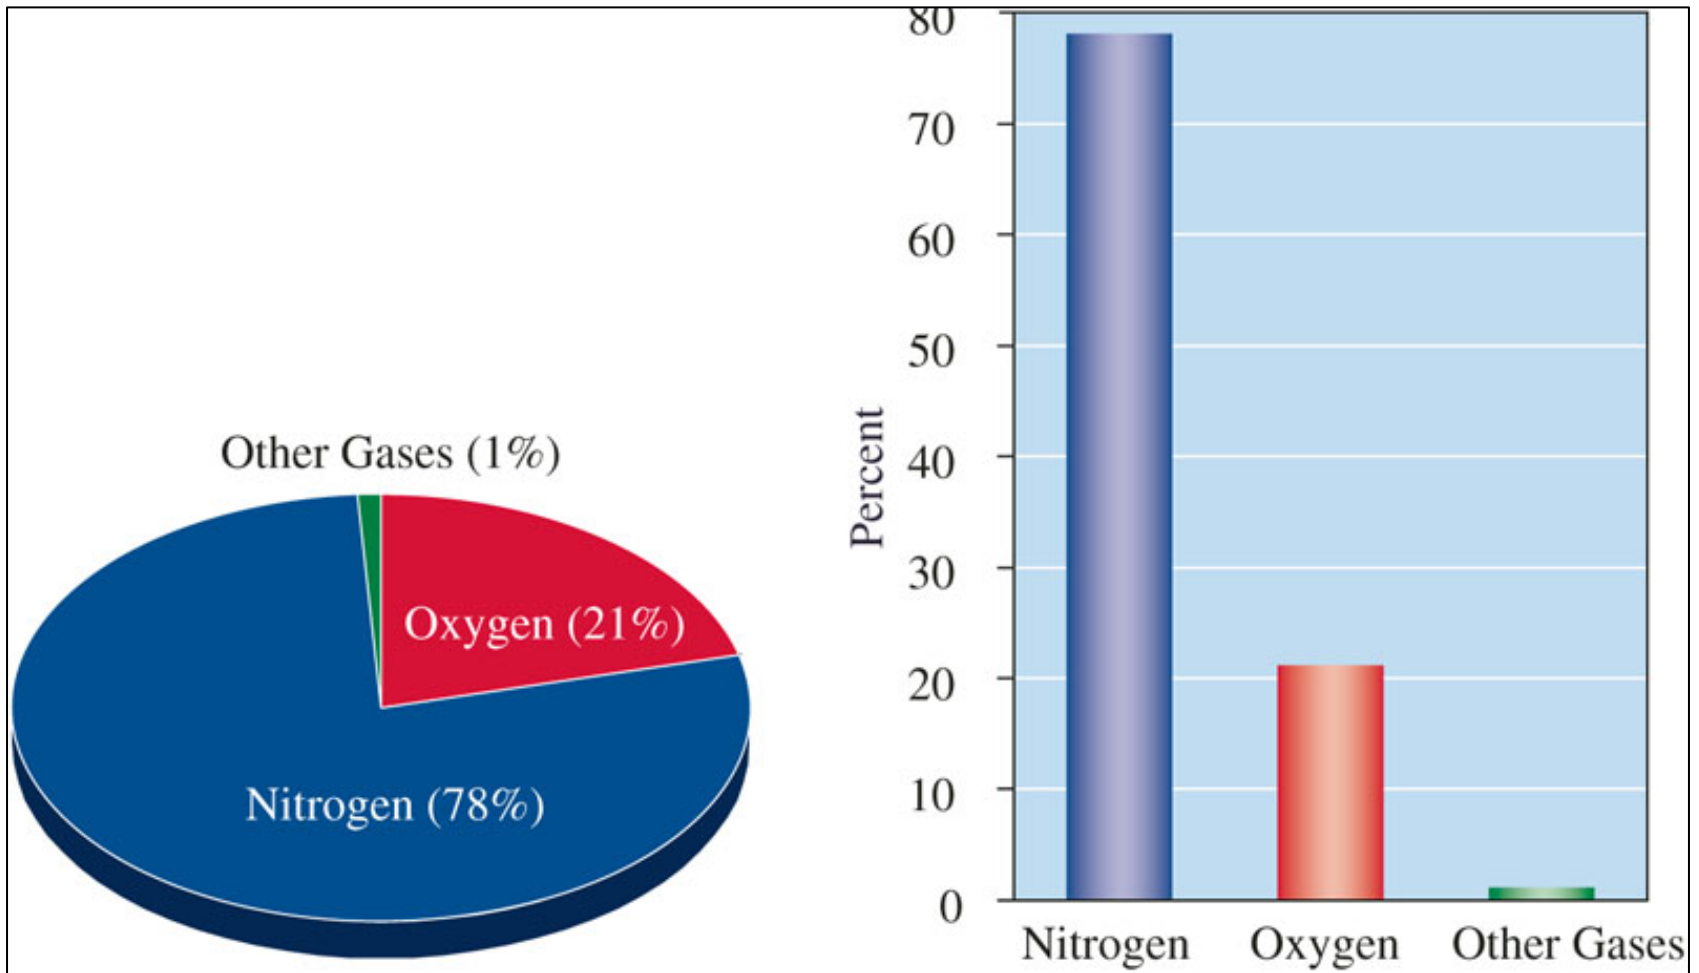 Other Gases (1%)
Oxygen (21%)
Nitrogen (78%)
Percent
80
70
60
50
40
30
20
10
0
Nitrogen
Oxygen
Other Gases